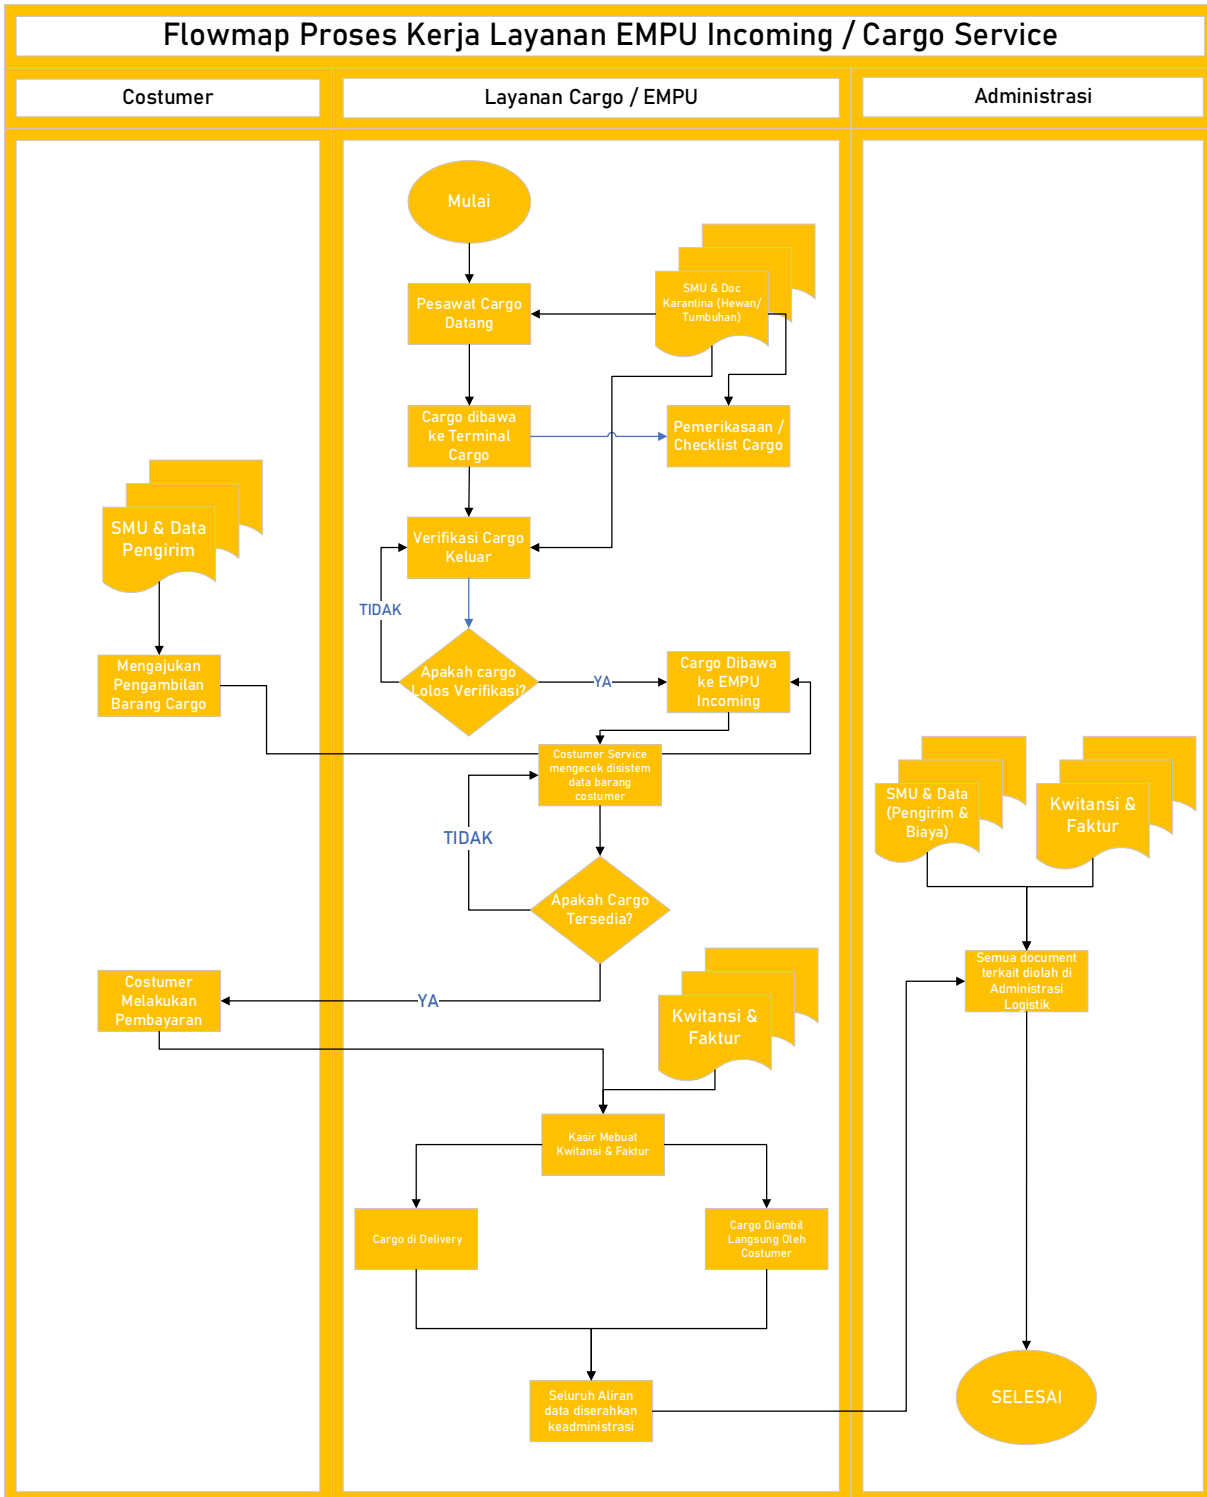 Flowmap Proses Kerja Layanan EMPU Incoming / Cargo Service
Costumer
Layanan Cargo / EMPU
Administrasi
Mulai
SMU & Doc
Karantina (Hewan/
Tumbuhan)
Pesawat Cargo
Datang
Cargo dibawa
ke Terminal
Cargo
Pemerikasaan /
Checklist Cargo
SMU & Data
Pengirim
Verifikasi Cargo
Keluar
TIDAK
Mengajukan
Pengambilan
Barang Cargo
Apakah cargo
Lolos Verifikasi?
YA
Cargo Dibawa
ke EMPU
Incoming
Costumer Service
mengecek disistem
data barang
costumer
TIDAK
SMU & Data
(Pengirim &
Biaya)
Kwitansi &
Faktur
Apakah Cargo
Tersedia?
Costumer
Melakukan
Pembayaran
YA
Kwitansi &
Faktur
Semua document
terkait diolah di
Administrasi
Logistik
Kasir Mebuat
Kwitansi & Faktur
Cargo di Delivery
Cargo Diambil
Langsung Oleh
Costumer
Seluruh Aliran
data diserahkan
keadministrasi
SELESAI